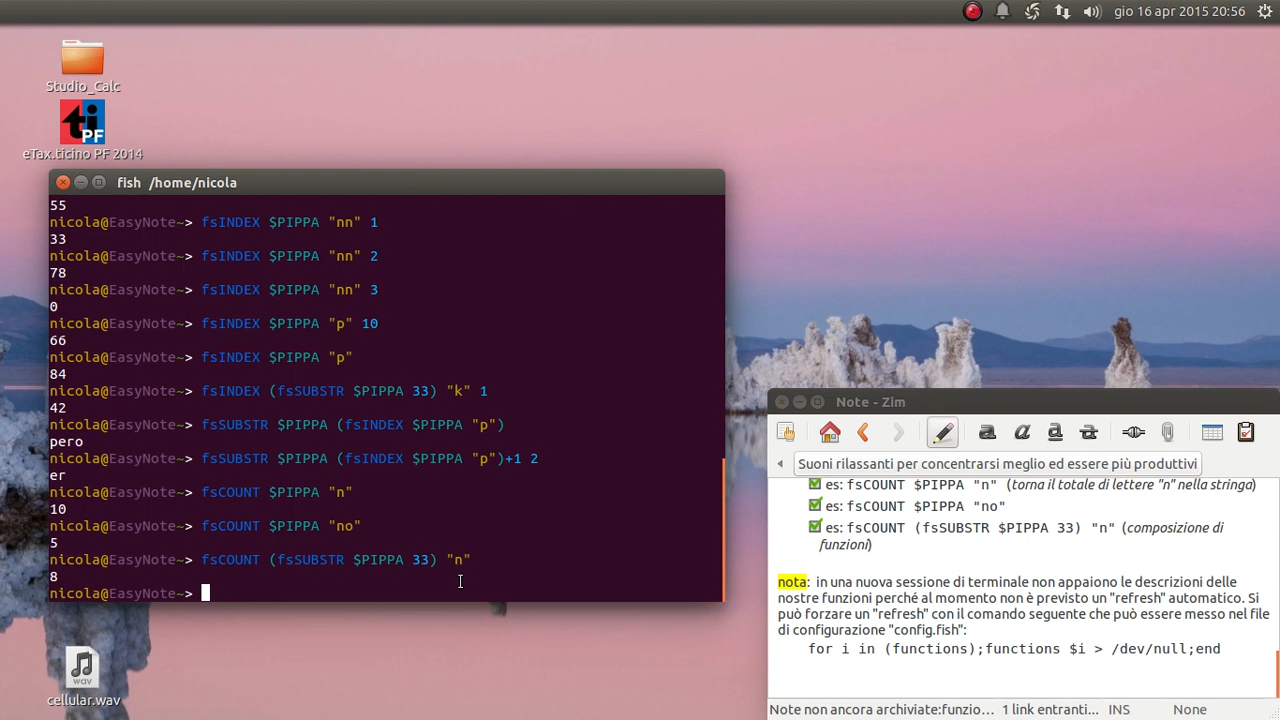 gio 16 apr 2015 20:56
Studio_Calc
ti
PF
eTax.ticino PF 2014
fish /home/nicola
55
nicola@EasyNote~> fsINDEX $PIPPA "nn" 1
33
nicola@EasyNote~> fsINDEX $PIPPA "nn" 2
78
nicola@EasyNote~> fsINDEX $PIPPA "nn" 3
0
nicola@EasyNote~> fsINDEX $PIPPA "p" 10
66
nicola@EasyNote~> fsINDEX $PIPPA "p"
84
nicola@EasyNote~> fsINDEX (fsSUBSTR $PIPPA 33) "k" 1
42
nicola@EasyNote~> fsSUBSTR $PIPPA (fsINDEX $PIPPA "p")
pero
nicola@EasyNote~> fsSUBSTR $PIPPA (fsINDEX $PIPPA "p")+1 2
er
nicola@EasyNote~> fsCOUNT $PIPPA "n"
10
nicola@EasyNote~> fsCOUNT $PIPPA "no"
5
nicola@EasyNote~> fsCOUNT (fsSUBSTR $PIPPA 33) "n"
8
nicola@EasyNote~>
wav
cellular.wav
Note - Zim
Suoni rilassanti per concentrarsi meglio ed essere più produttivi
es: fsCOUNT $PIPPA "n" (torna il totale di lettere "n" nella stringa)
es: fsCOUNT $PIPPA "no"
es: fsCOUNT (fsSUBSTR $PIPPA 33) "n" (composizione di
funzioni)
nota: in una nuova sessione di terminale non appaiono le descrizioni delle
nostre funzioni perché al momento non è previsto un "refresh" automatico. Si
può forzare un "refresh" con il comando seguente che può essere messo nel file
di configurazione "config.fish":
for i in (functions);functions $i > /dev/null;end
Note non ancora archiviate:funzio... 1 link entranti... INS None